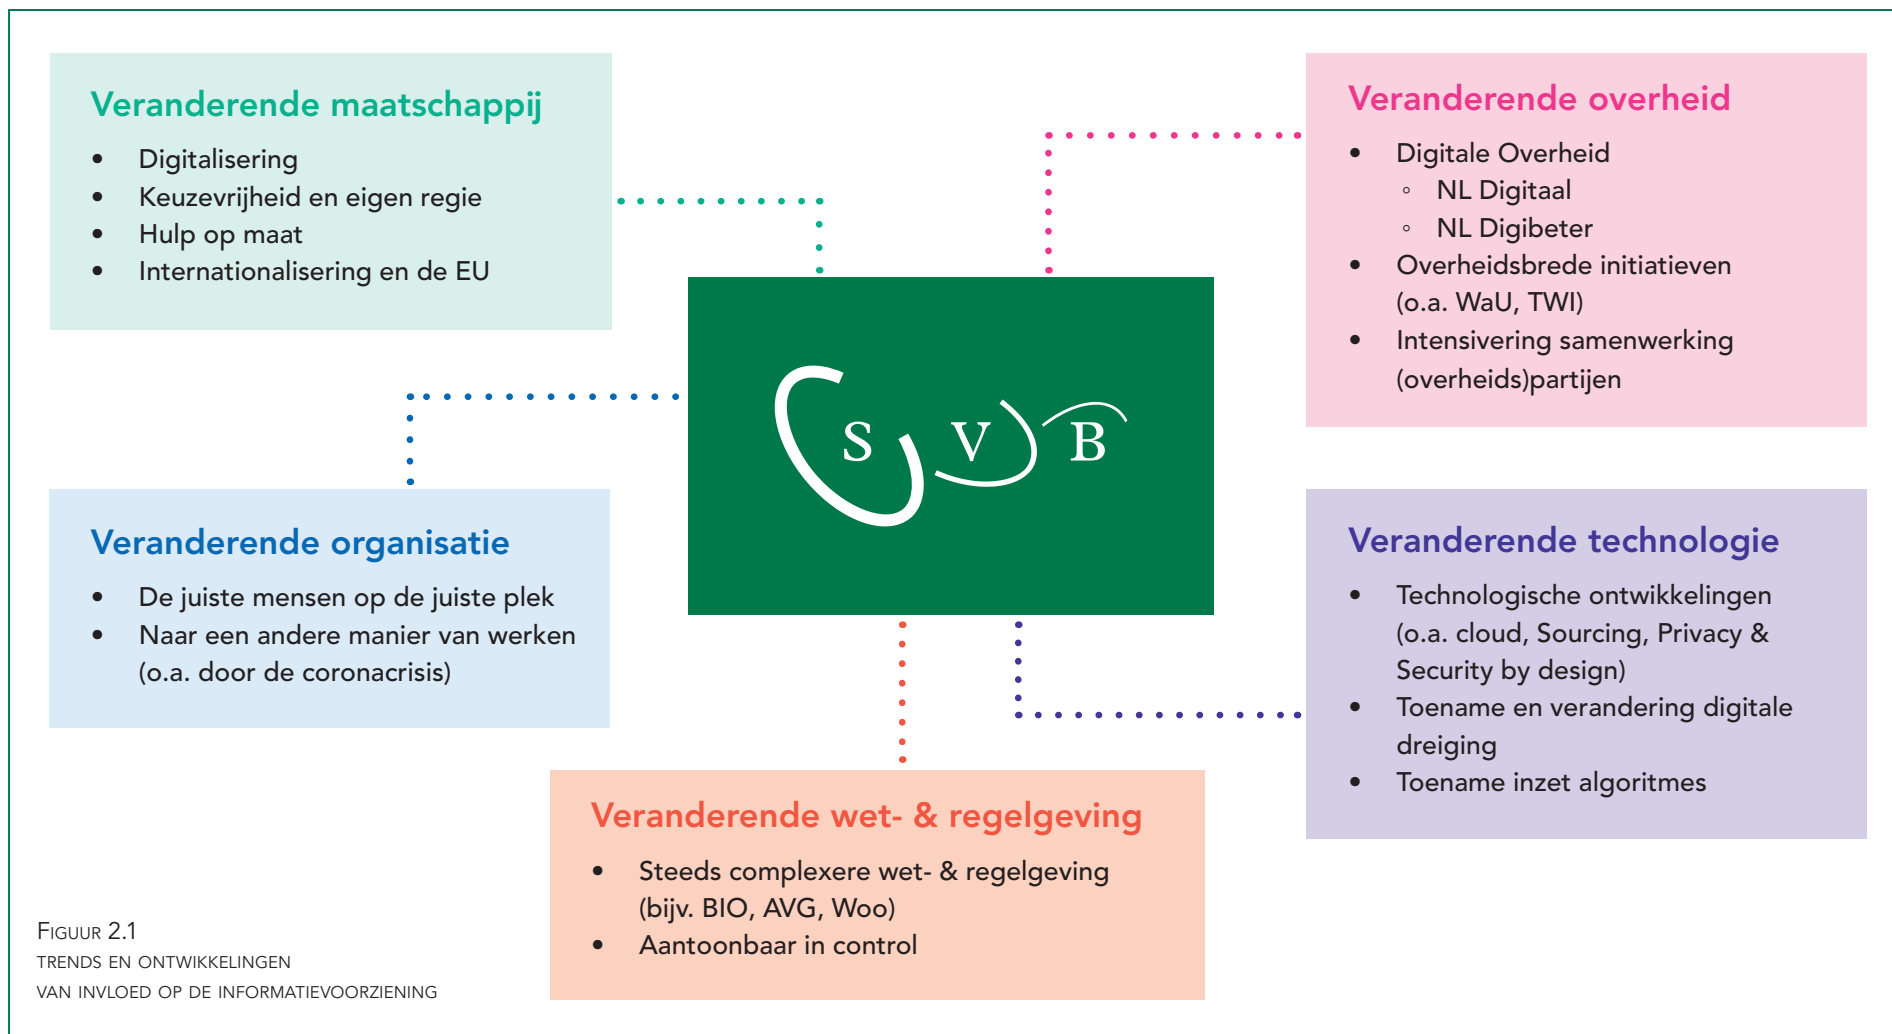 Veranderende maatschappij
• Digitalisering
• Keuzevrijheid en eigen regie
• Hulp op maat
• Internationalisering en de EU
Veranderende overheid
• Digitale Overheid
◦ NL Digitaal
◦ NL Digibeter
• Overheidsbrede initiatieven
(o.a. WaU, TWI)
• Intensivering samenwerking
(overheids)partijen
S V B
Veranderende organisatie
• De juiste mensen op de juiste plek
• Naar een andere manier van werken
(o.a. door de coronacrisis)
Veranderende technologie
• Technologische ontwikkelingen
(o.a. cloud, Sourcing, Privacy &
Security by design)
• Toename en verandering digitale
dreiging
• Toename inzet algoritmes
Veranderende wet- & regelgeving
• Steeds complexere wet- & regelgeving
(bijv. BIO, AVG, Woo)
• Aantoonbaar in control
Figuur 2.1
trends en ontwikkelingen
van invloed op de informatievoorziening